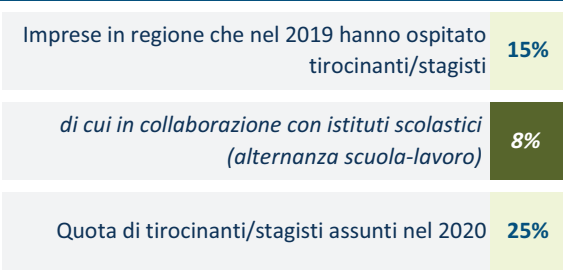 Imprese in regione che nel 2019 hanno ospitato
tirocinanti/stagisti
15%
di cui in collaborazione con istituti scolastici
(alternanza scuola-lavoro)
8%
Quota di tirocinanti/stagisti assunti nel 2020
25%